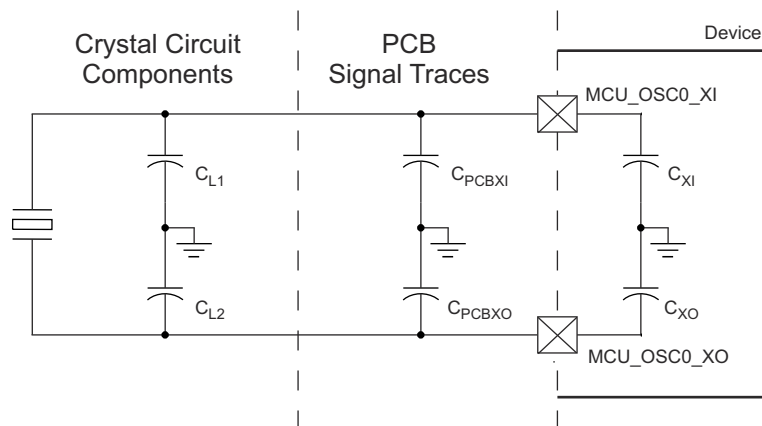 Crystal Circuit
Components
PCB
Signal Traces
Device
MCU_OSC0_XI
CL1
CPCBXI
CXI
CL2
CPCBXO
CXO
MCU_OSC0_XO